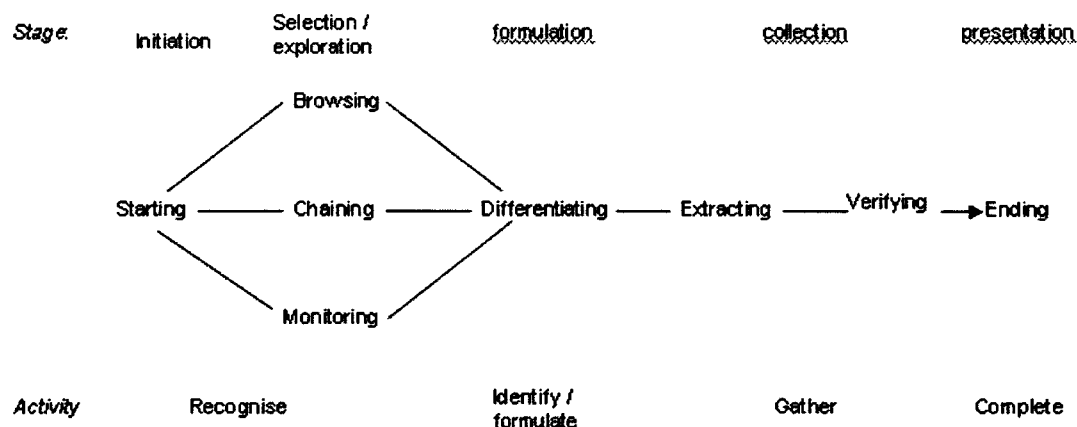 Stage: Initiation Selection / exploration formulation collection presentation
Browsing
Starting Chaining Differentiating Extracting Verifying Ending
Monitoring
Activity Recognise Identify / formulate Gather Complete